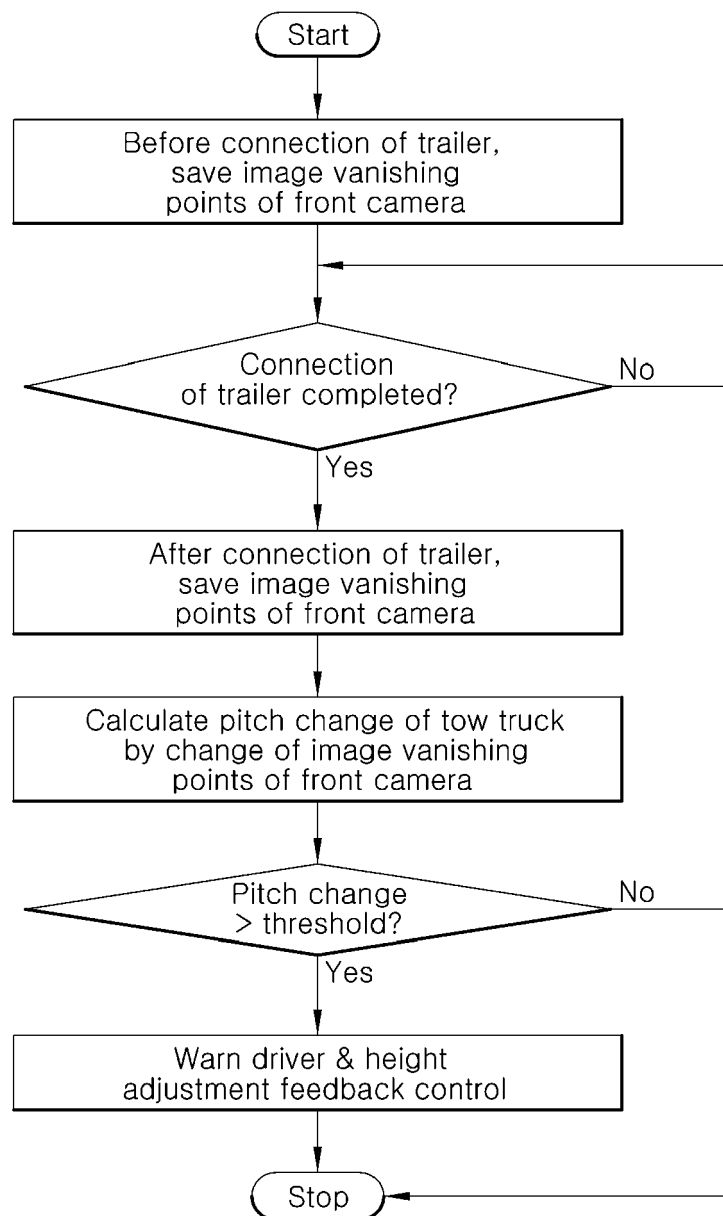 Start
Before connection of trailer,
save image vanishing
points of front camera
Connection
of trailer completed?
No
Yes
After connection of trailer,
save image vanishing
points of front camera
Calculate pitch change of tow truck
by change of image vanishing
points of front camera
Pitch change
> threshold?
No
Yes
Warn driver & height
adjustment feedback control
Stop